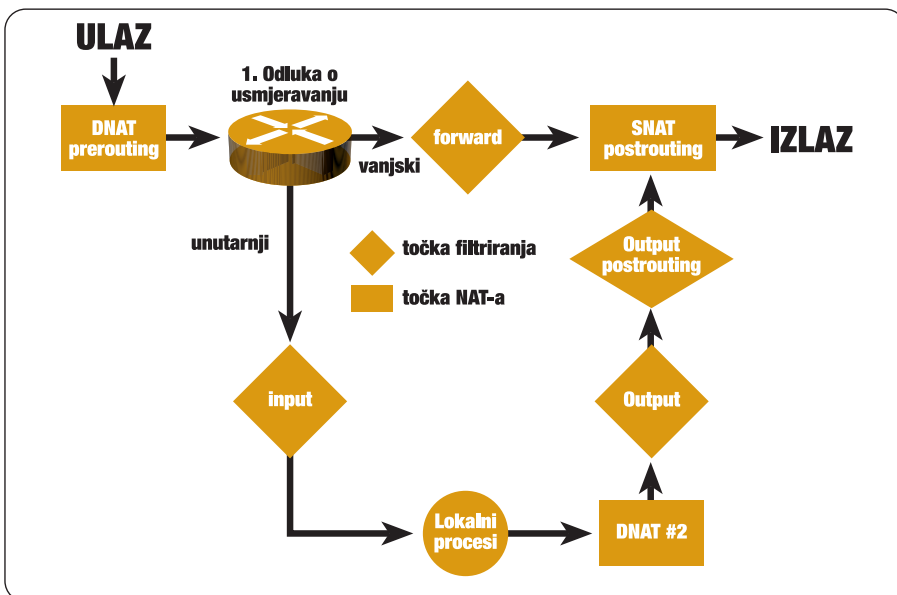 ULAZ
1. Odluka o
usmjeravanju
DNAT
prerouting
vanjski
forward
SNAT
postrouting
IZLAZ
unutarnji
točka filtriranja
točka NAT-a
Output
postrouting
input
Output
Lokalni
procesi
DNAT #2